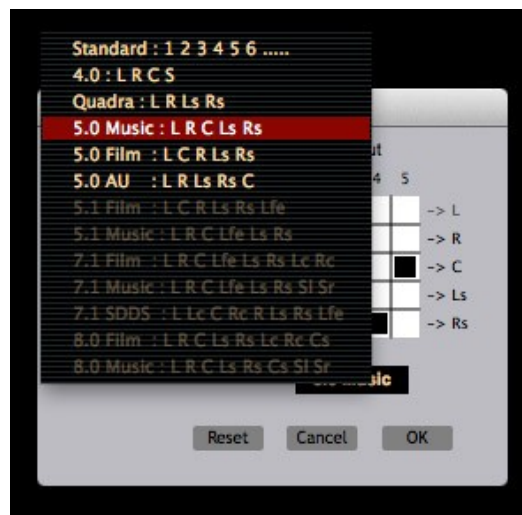 Standard : 1 2 3 4 5 6 .....
4.0 : L R C S
Quadra : L R Ls Rs
5.0 Music : L R C Ls Rs
5.0 Film : L C R Ls Rs
5.0 AU : L R Ls Rs C
5.1 Film : L C R Ls Rs Lfe
5.1 Music : L R C Lfe Ls Rs
7.1 Film : L R C Lfe Ls Rs Lc Rc
7.1 Music : L R C Lfe Ls Rs Sl Sr
7.1 SDDS : L Lc C Rc R Ls Rs Lfe
8.0 Film : L R C Ls Rs Lc Rc Cs
8.0 Music : L R C Ls Rs Cs Sl Sr
4 5
-> L
-> R
-> C
-> Ls
-> Rs
Reset Cancel OK